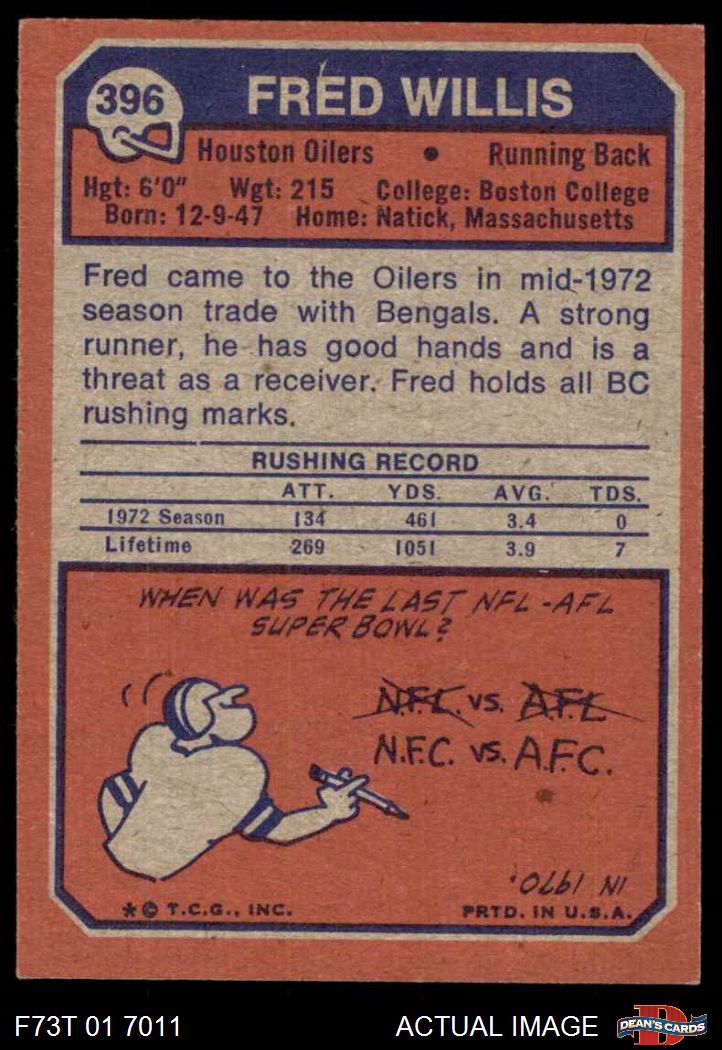 396
FRED WILLIS
Houston Oilers • Running Back
Hgt: 6'0" Wgt: 215 College: Boston College
Born: 12-9-47 Home: Natick, Massachusetts
Fred came to the Oilers in mid-1972
season trade with Bengals. A strong
runner, he has good hands and is a
threat as a receiver. Fred holds all BC
rushing marks.
RUSHING RECORD
ATT. YDS. AVG. TDS.
1972 Season 134 461 3.4 0
Lifetime 269 1051 3.9 7
WHEN WAS THE LAST NFL-AFL
SUPER BOWL?
N.F.L. vs. A.F.L.
N.F.C. vs. A.F.C.
IN 1970.
*© T.C.G., INC. PRTD. IN U.S.A.
F73T 01 7011 ACTUAL IMAGE
D
DEAN'S CARDS